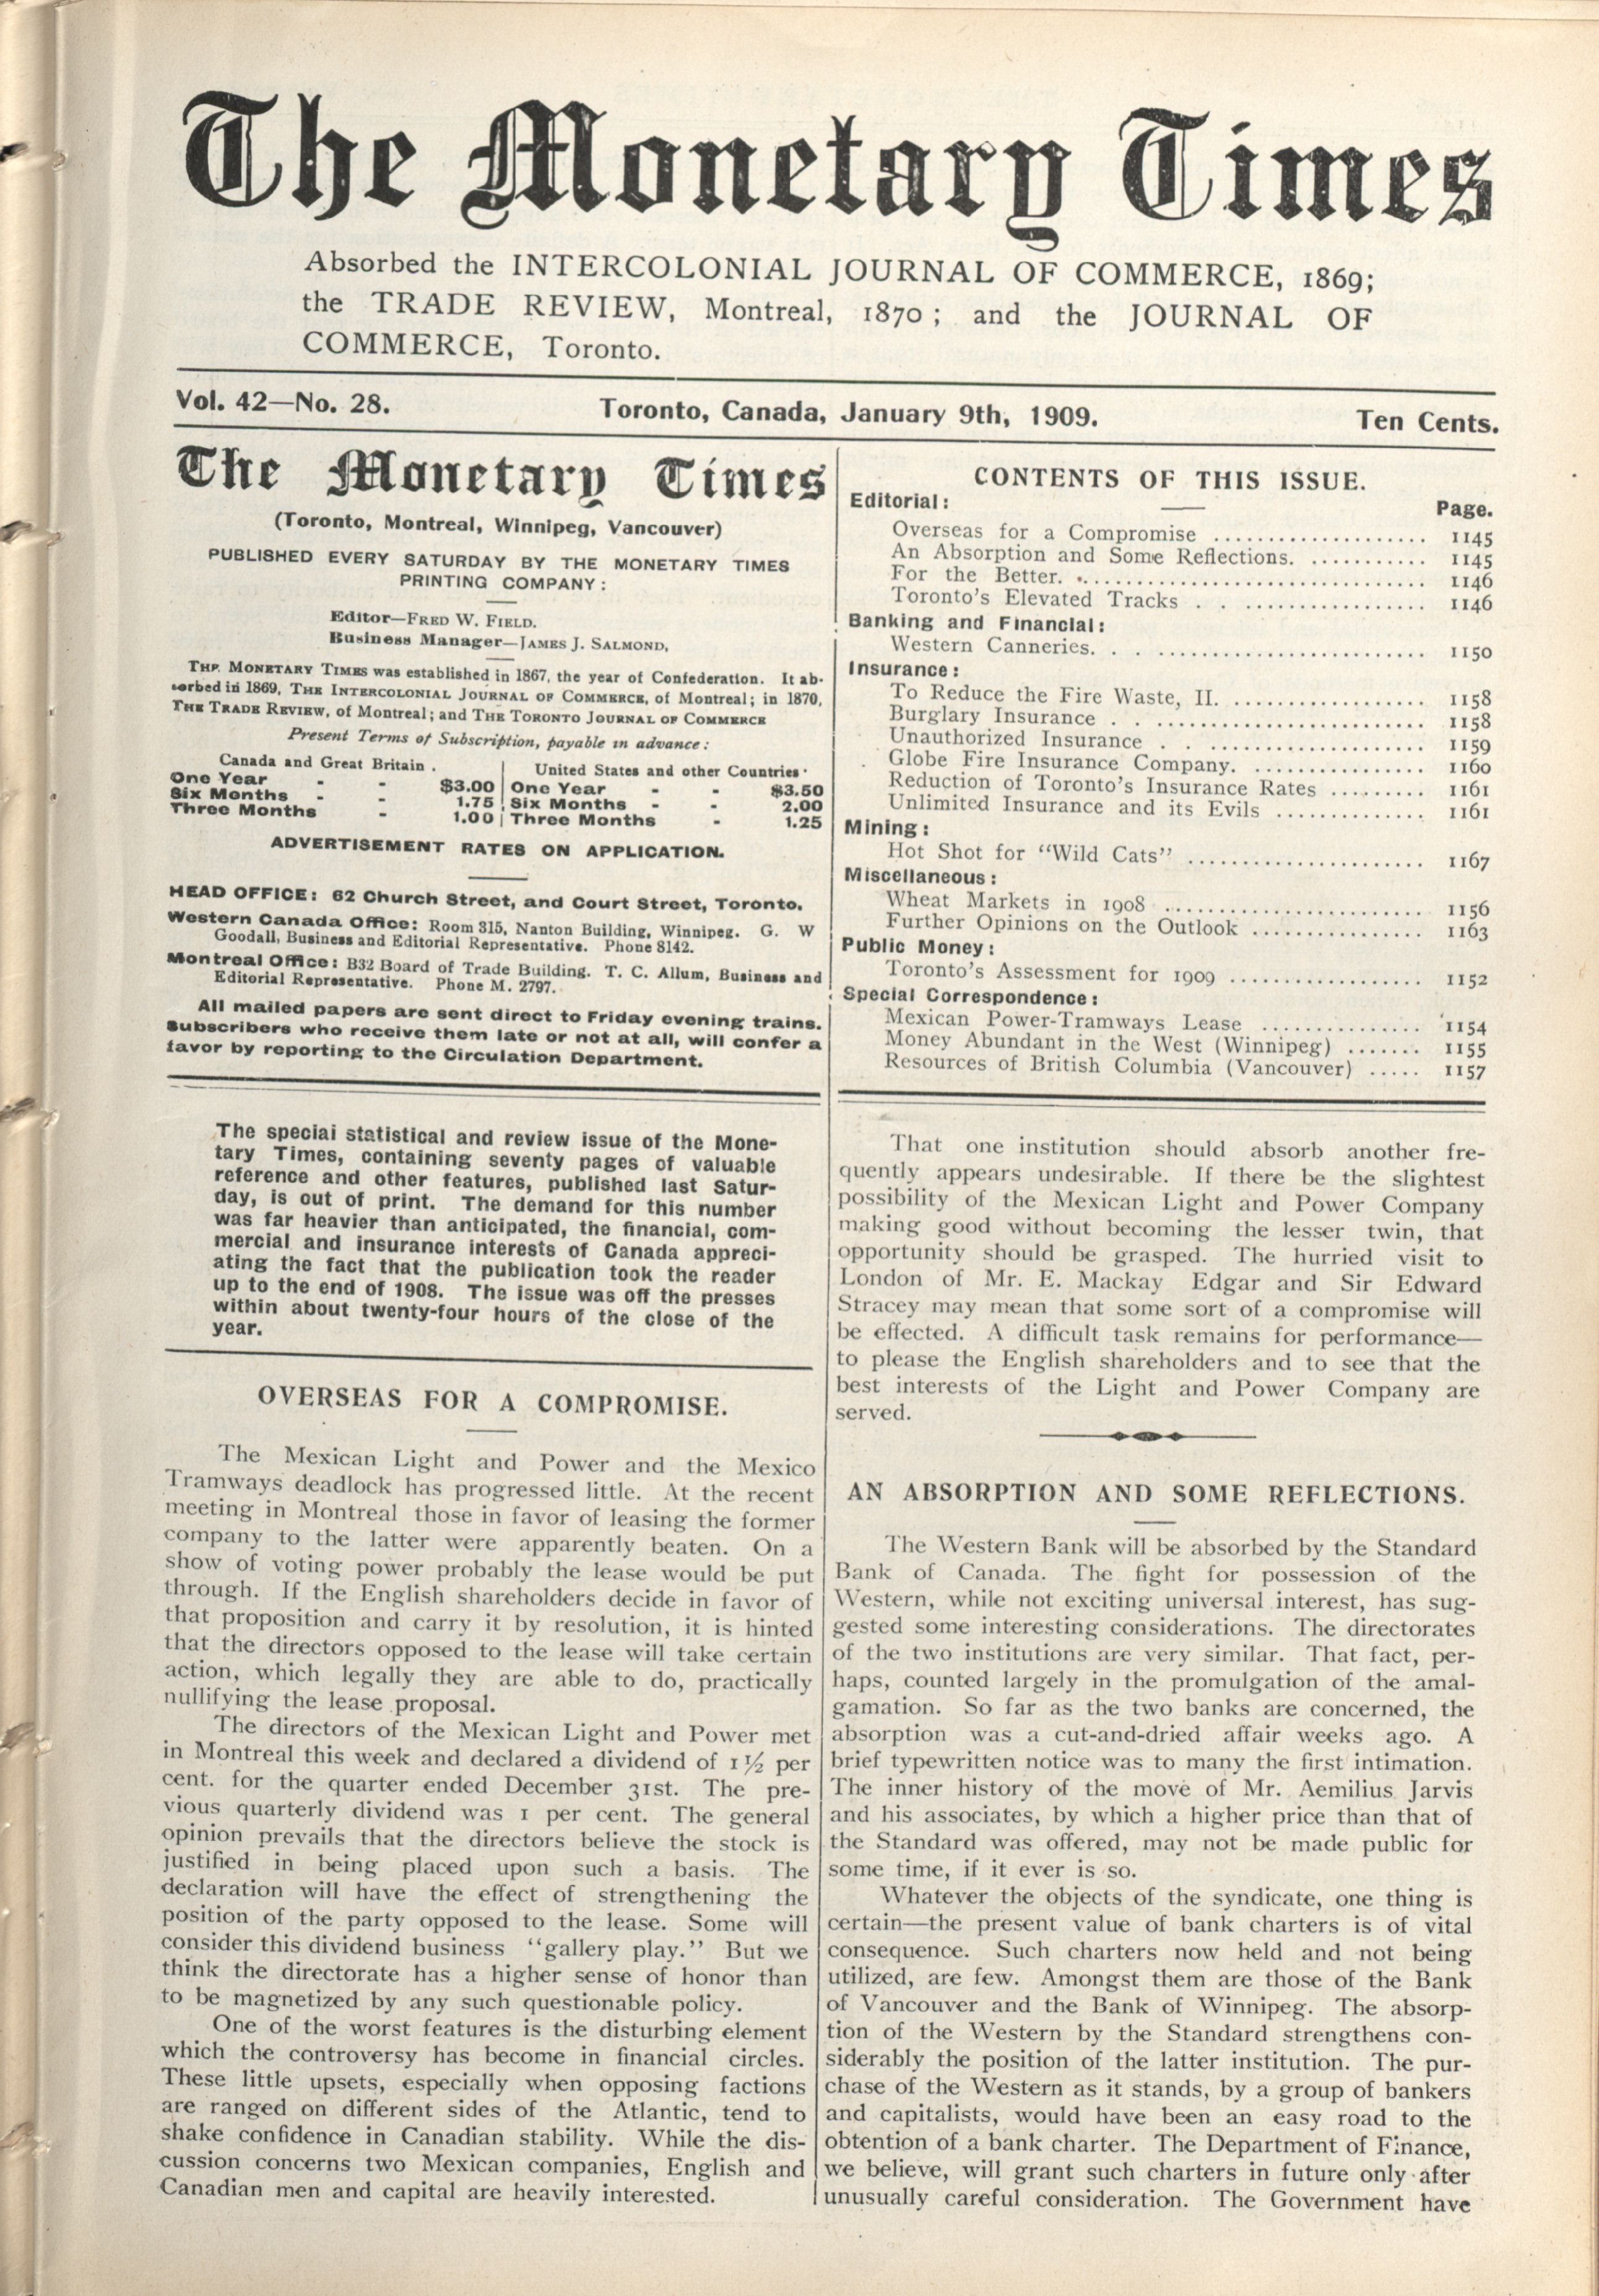 The Monetary Times
Absorbed the INTERCOLONIAL JOURNAL OF COMMERCE, 1869;
the TRADE REVIEW, Montreal, 1870; and the JOURNAL OF
COMMERCE, Toronto.
Vol. 42—No. 28.
Toronto, Canada, January 9th, 1909.
Ten Cents.
The Monetary Times
(Toronto, Montreal, Winnipeg, Vancouver)
PUBLISHED EVERY SATURDAY BY THE MONETARY TIMES
PRINTING COMPANY:
Editor—FRED W. FIELD.
Business Manager—JAMES J. SALMOND,
THE MONETARY TIMES was established in 1867, the year of Confederation. It ab-
sorbed in 1869, THE INTERCOLONIAL JOURNAL OF COMMERCE, of Montreal; in 1870,
THE TRADE REVIEW, of Montreal; and THE TORONTO JOURNAL OF COMMERCE
Present Terms of Subscription, payable in advance:
Canada and Great Britain.
One Year - - $3.00
Six Months - - 1.75
Three Months - 1.00
United States and other Countries·
One Year - - $3.50
Six Months - - 2.00
Three Months - 1.25
ADVERTISEMENT RATES ON APPLICATION.
HEAD OFFICE: 62 Church Street, and Court Street, Toronto.
Western Canada Office: Room 315, Nanton Building, Winnipeg. G. W
Goodall, Business and Editorial Representative. Phone 8142.
Montreal Office: B32 Board of Trade Building. T. C. Allum, Business and
Editorial Representative. Phone M. 2797.
All mailed papers are sent direct to Friday evening trains.
Subscribers who receive them late or not at all, will confer a
favor by reporting to the Circulation Department.
CONTENTS OF THIS ISSUE.
Editorial:
Page.
Overseas for a Compromise .................... 1145
An Absorption and Some Reflections. ........... 1145
For the Better. ................................ 1146
Toronto's Elevated Tracks . . ................. 1146
Banking and Financial:
Western Canneries. . . ......................... 1150
Insurance:
To Reduce the Fire Waste, II. .................. 1158
Burglary Insurance . . ......................... 1158
Unauthorized Insurance . . .................... 1159
Globe Fire Insurance Company. ................ 1160
Reduction of Toronto's Insurance Rates ......... 1161
Unlimited Insurance and its Evils .............. 1161
Mining:
Hot Shot for "Wild Cats" ...................... 1167
Miscellaneous:
Wheat Markets in 1908 ........................ 1156
Further Opinions on the Outlook ................ 1163
Public Money:
Toronto's Assessment for 1909 .................. 1152
Special Correspondence:
Mexican Power-Tramways Lease ............... 1154
Money Abundant in the West (Winnipeg) ....... 1155
Resources of British Columbia (Vancouver) ..... 1157
The special statistical and review issue of the Mone-
tary Times, containing seventy pages of valuable
reference and other features, published last Satur-
day, is out of print. The demand for this number
was far heavier than anticipated, the financial, com-
mercial and insurance interests of Canada appreci-
ating the fact that the publication took the reader
up to the end of 1908. The issue was off the presses
within about twenty-four hours of the close of the
year.
OVERSEAS FOR A COMPROMISE.
The Mexican Light and Power and the Mexico
Tramways deadlock has progressed little. At the recent
meeting in Montreal those in favor of leasing the former
company to the latter were apparently beaten. On a
show of voting power probably the lease would be put
through. If the English shareholders decide in favor of
that proposition and carry it by resolution, it is hinted
that the directors opposed to the lease will take certain
action, which legally they are able to do, practically
nullifying the lease proposal.
The directors of the Mexican Light and Power met
in Montreal this week and declared a dividend of 1½ per
cent. for the quarter ended December 31st. The pre-
vious quarterly dividend was 1 per cent. The general
opinion prevails that the directors believe the stock is
justified in being placed upon such a basis. The
declaration will have the effect of strengthening the
position of the party opposed to the lease. Some will
consider this dividend business "gallery play." But we
think the directorate has a higher sense of honor than
to be magnetized by any such questionable policy.
One of the worst features is the disturbing element
which the controversy has become in financial circles.
These little upsets, especially when opposing factions
are ranged on different sides of the Atlantic, tend to
shake confidence in Canadian stability. While the dis-
cussion concerns two Mexican companies, English and
Canadian men and capital are heavily interested.
That one institution should absorb another fre-
quently appears undesirable. If there be the slightest
possibility of the Mexican Light and Power Company
making good without becoming the lesser twin, that
opportunity should be grasped. The hurried visit to
London of Mr. E. Mackay Edgar and Sir Edward
Stracey may mean that some sort of a compromise will
be effected. A difficult task remains for performance—
to please the English shareholders and to see that the
best interests of the Light and Power Company are
served.
AN ABSORPTION AND SOME REFLECTIONS.
The Western Bank will be absorbed by the Standard
Bank of Canada. The fight for possession of the
Western, while not exciting universal interest, has sug-
gested some interesting considerations. The directorates
of the two institutions are very similar. That fact, per-
haps, counted largely in the promulgation of the amal-
gamation. So far as the two banks are concerned, the
absorption was a cut-and-dried affair weeks ago. A
brief typewritten notice was to many the first intimation.
The inner history of the move of Mr. Aemilius Jarvis
and his associates, by which a higher price than that of
the Standard was offered, may not be made public for
some time, if it ever is so.
Whatever the objects of the syndicate, one thing is
certain—the present value of bank charters is of vital
consequence. Such charters now held and not being
utilized, are few. Amongst them are those of the Bank
of Vancouver and the Bank of Winnipeg. The absorp-
tion of the Western by the Standard strengthens con-
siderably the position of the latter institution. The pur-
chase of the Western as it stands, by a group of bankers
and capitalists, would have been an easy road to the
obtention of a bank charter. The Department of Finance,
we believe, will grant such charters in future only after
unusually careful consideration. The Government have